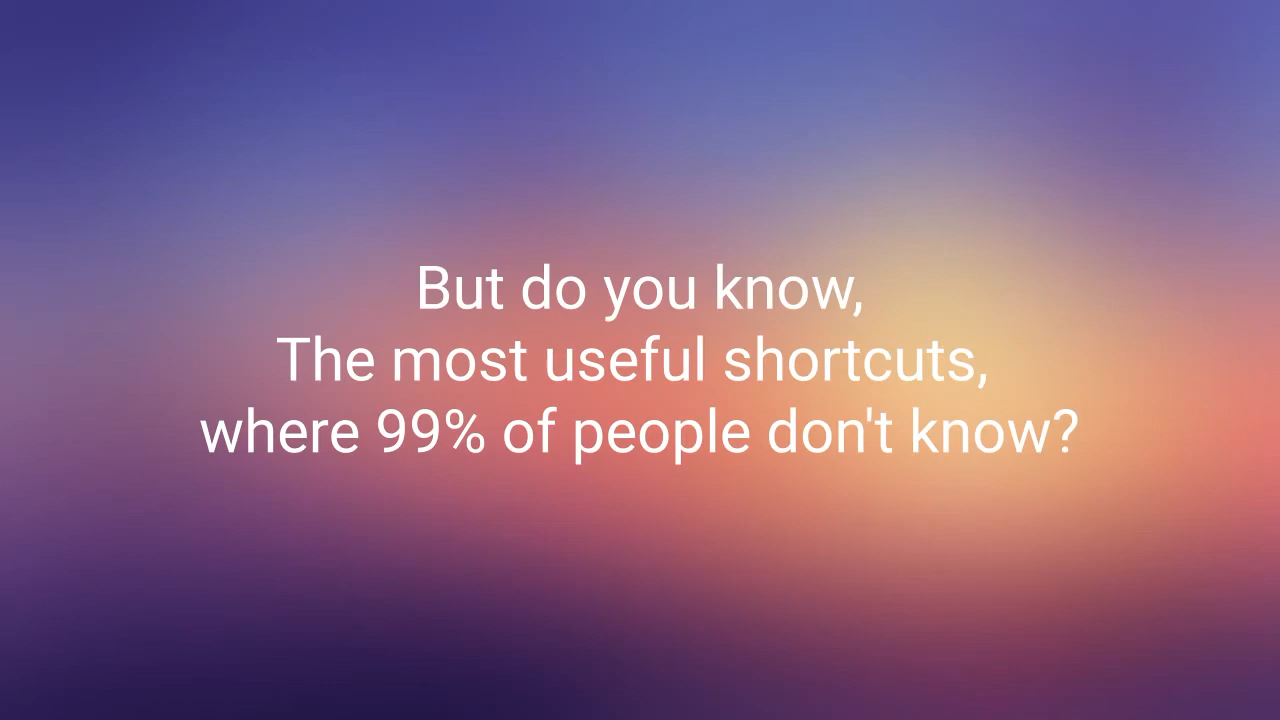 But do you know,
The most useful shortcuts,
where 99% of people don't know?